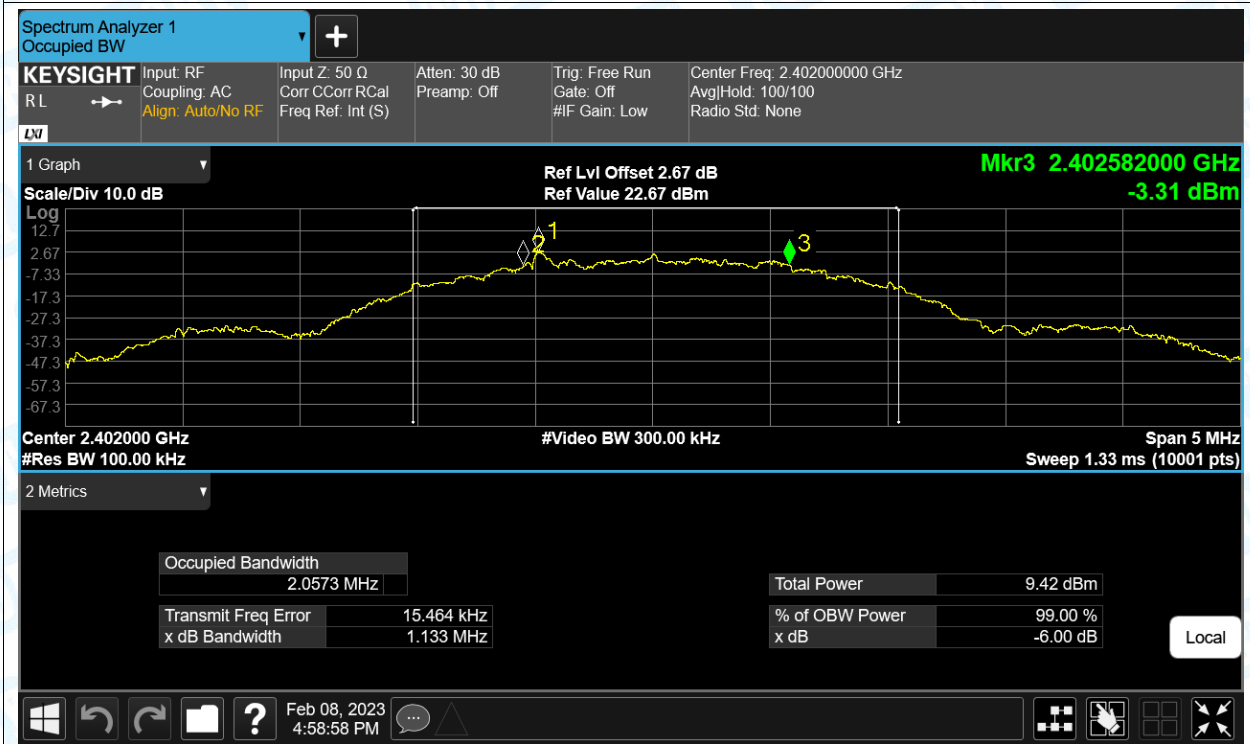 Spectrum Analyzer 1
Occupied BW
KEYSIGHT
R L
LXI
Input: RF
Coupling: AC
Align: Auto/No RF
Input Z: 50 Ω
Corr CCorr RCal
Freq Ref: Int (S)
Atten: 30 dB
Preamp: Off
Trig: Free Run
Gate: Off
#IF Gain: Low
Center Freq: 2.402000000 GHz
Avg|Hold: 100/100
Radio Std: None
1 Graph
Scale/Div 10.0 dB
Ref Lvl Offset 2.67 dB
Ref Value 22.67 dBm
Mkr3 2.402582000 GHz
-3.31 dBm
Log
12.7
2.67
-7.33
-17.3
-27.3
-37.3
-47.3
-57.3
-67.3
1
2
3
Center 2.402000 GHz
#Res BW 100.00 kHz
#Video BW 300.00 kHz
Span 5 MHz
Sweep 1.33 ms (10001 pts)
2 Metrics
Occupied Bandwidth
2.0573 MHz
Transmit Freq Error 15.464 kHz
x dB Bandwidth 1.133 MHz
Total Power 9.42 dBm
% of OBW Power 99.00 %
x dB -6.00 dB
Local
?
Feb 08, 2023
4:58:58 PM